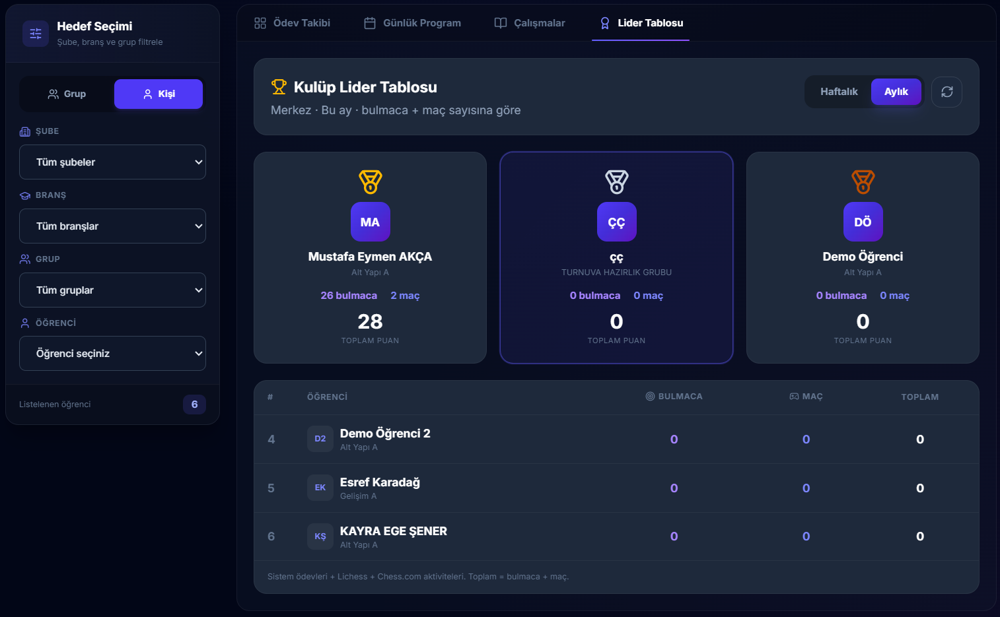 Hedef Seçimi
Şube, branş ve grup filtrele
Grup
Kişi
ŞUBE
Tüm şubeler
BRANŞ
Tüm branşlar
GRUP
Tüm gruplar
ÖĞRENCİ
Öğrenci seçiniz
Listelenen öğrenci 6
Ödev Takibi
Günlük Program
Çalışmalar
Lider Tablosu
Kulüp Lider Tablosu
Merkez · Bu ay · bulmaca + maç sayısına göre
Haftalık
Aylık
MA
Mustafa Eymen AKÇA
Alt Yapı A
26 bulmaca 2 maç
28
TOPLAM PUAN
ÇÇ
çç
TURNUVA HAZIRLIK GRUBU
0 bulmaca 0 maç
0
TOPLAM PUAN
DÖ
Demo Öğrenci
Alt Yapı A
0 bulmaca 0 maç
0
TOPLAM PUAN
# ÖĞRENCİ BULMACA MAÇ TOPLAM
4 D2 Demo Öğrenci 2 0 0 0
Alt Yapı A
5 EK Esref Karadağ 0 0 0
Gelişim A
6 KŞ KAYRA EGE ŞENER 0 0 0
Alt Yapı A
Sistem ödevleri + Lichess + Chess.com aktiviteleri. Toplam = bulmaca + maç.